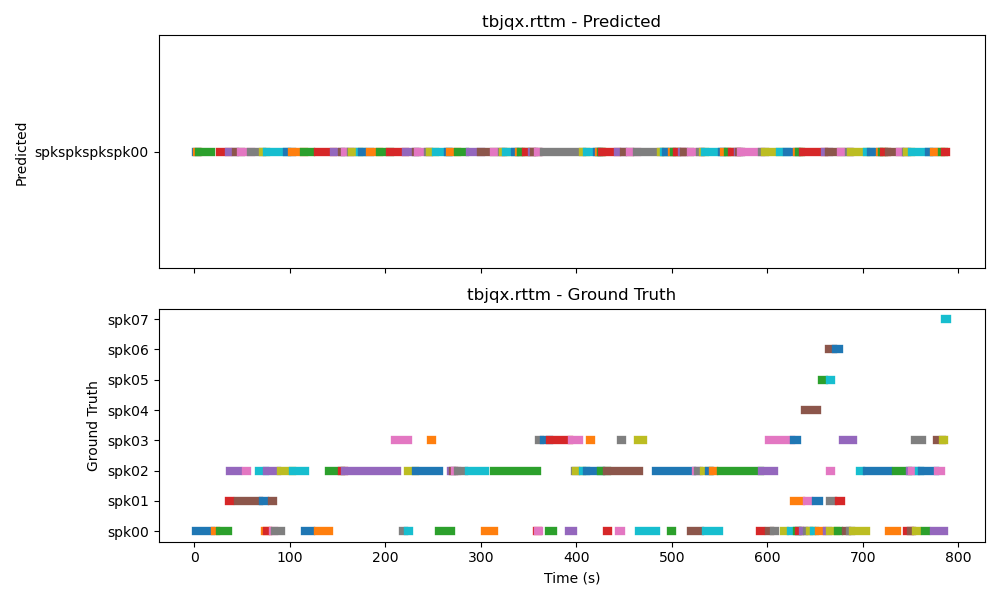 tbjqx.rttm - Predicted
Predicted
spkspkspkspk00
tbjqx.rttm - Ground Truth
Ground Truth
spk07
spk06
spk05
spk04
spk03
spk02
spk01
spk00
0 100 200 300 400 500 600 700 800
Time (s)